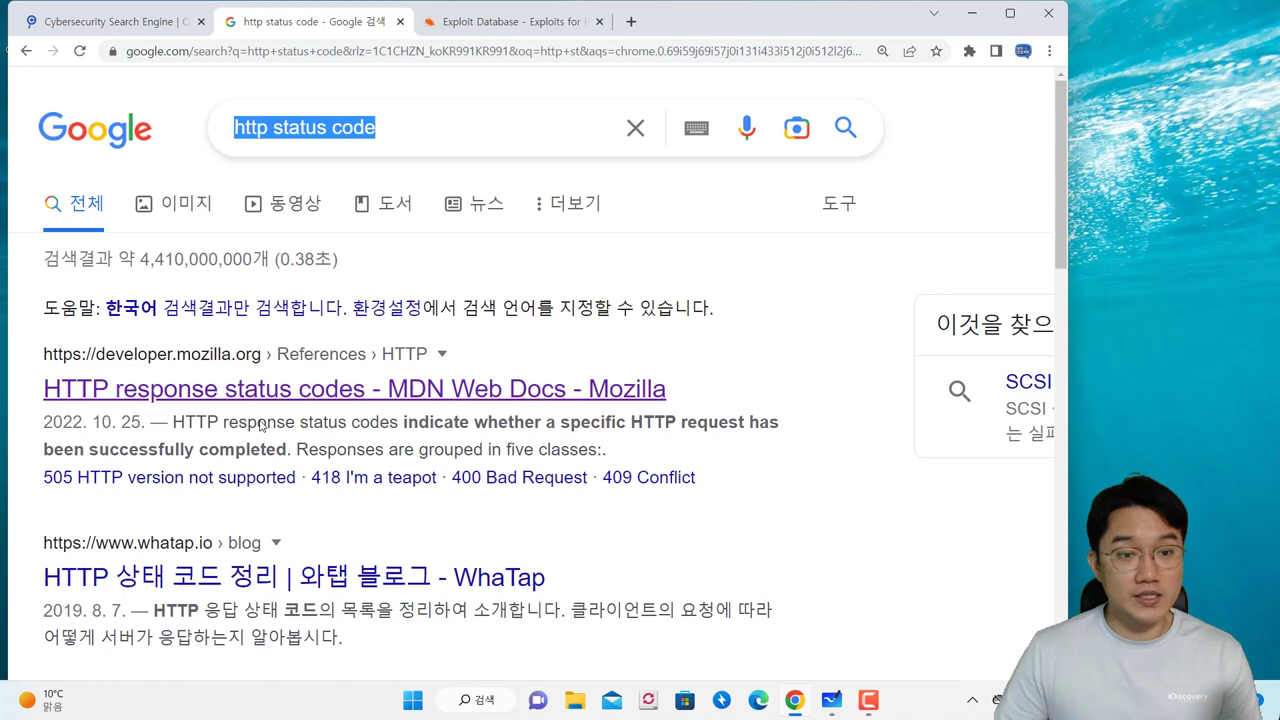 Cybersecurity Search Engine | C
http status code - Google 검색
Exploit Database - Exploits for P
google.com/search?q=http+status+code&rlz=1C1CHZN_koKR991KR991&oq=http+st&aqs=chrome.0.69i59j69i57j0i131i433i512j0i512l2j6...
Google
http status code
전체
이미지
동영상
도서
뉴스
더보기
도구
검색결과 약 4,410,000,000개 (0.38초)
도움말: 한국어 검색결과만 검색합니다. 환경설정에서 검색 언어를 지정할 수 있습니다.
https://developer.mozilla.org › References › HTTP
HTTP response status codes - MDN Web Docs - Mozilla
2022. 10. 25. — HTTP response status codes indicate whether a specific HTTP request has
been successfully completed. Responses are grouped in five classes:.
505 HTTP version not supported · 418 I'm a teapot · 400 Bad Request · 409 Conflict
https://www.whatap.io › blog
HTTP 상태 코드 정리 | 와탭 블로그 - WhaTap
2019. 8. 7. — HTTP 응답 상태 코드의 목록을 정리하여 소개합니다. 클라이언트의 요청에 따라
어떻게 서버가 응답하는지 알아봅시다.
이것을 찾으
SCSI
SCSI
는 실패
10°C
맑음
검색